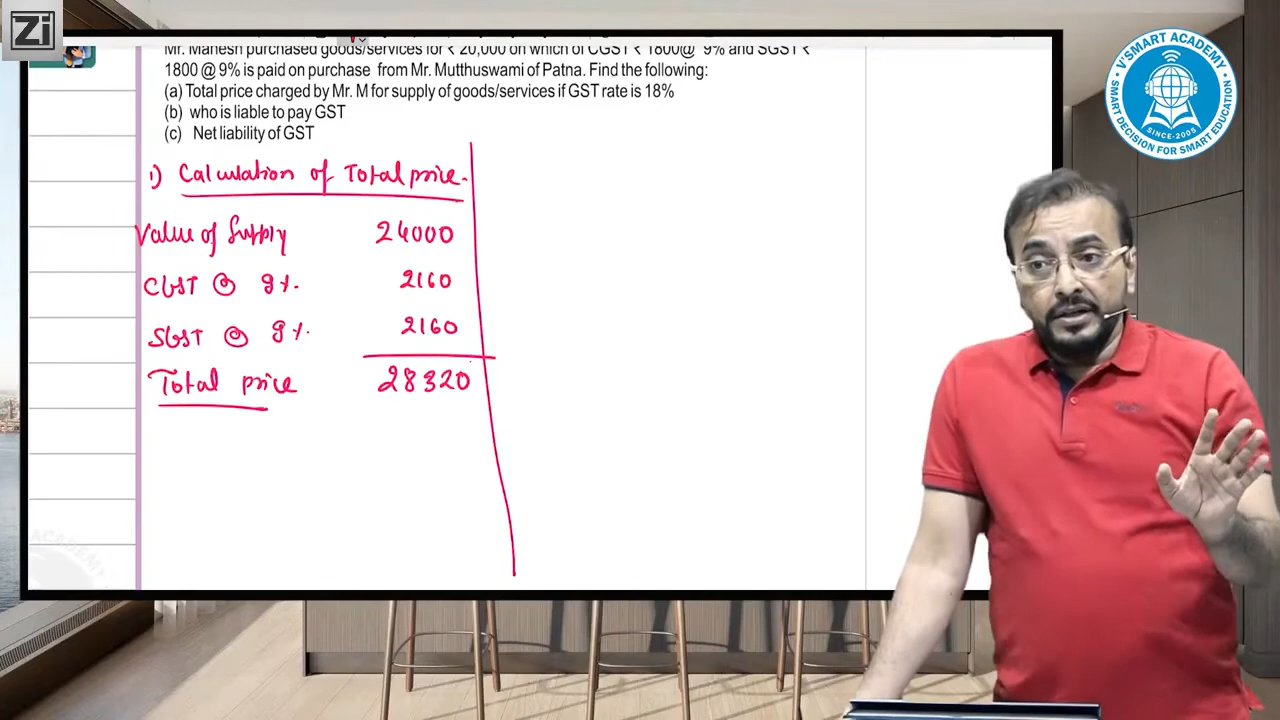 Zi
Mr. Mahesh purchased goods/services for ₹ 20,000 on which of CGST ₹ 1800@ 9% and SGST ₹
1800 @ 9% is paid on purchase from Mr. Mutthuswami of Patna. Find the following:
(a) Total price charged by Mr. M for supply of goods/services if GST rate is 18%
(b) who is liable to pay GST
(c) Net liability of GST
1) Calculation of Total price.
Value of Supply 24000
CGST @ 9%. 2160
SGST @ 9%. 2160
Total price 28320
V'SMART ACADEMY
SINCE-2005
SMART DECISION FOR SMART EDUCATION